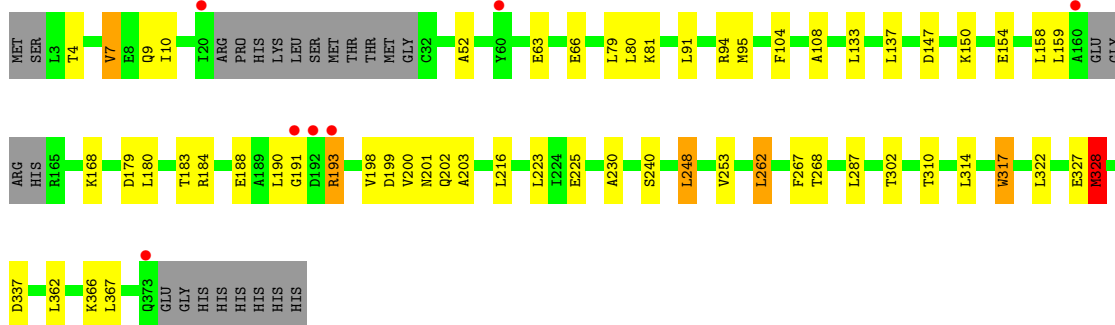 MET SER L3 T4 V7 E8 Q9 I10 I20 ARG PRO HIS LYS LEU SER MET THR THR MET GLY C32 A52 Y60 E63 E66 L79 L80 K81 L91 R94 M95 F104 A108 L133 L137 D147 K150 E154 L158 L159 A160 GLU GLY
ARG HIS R165 K168 D179 L180 T183 R184 E188 A189 L190 G191 D192 R193 V198 D199 V200 N201 Q202 A203 L216 L223 I224 E225 A230 S240 L248 V253 L262 F267 T268 L287 T302 T310 L314 W317 L322 E327 M328
D337 L362 K366 L367 Q373 GLU GLY HIS HIS HIS HIS HIS HIS